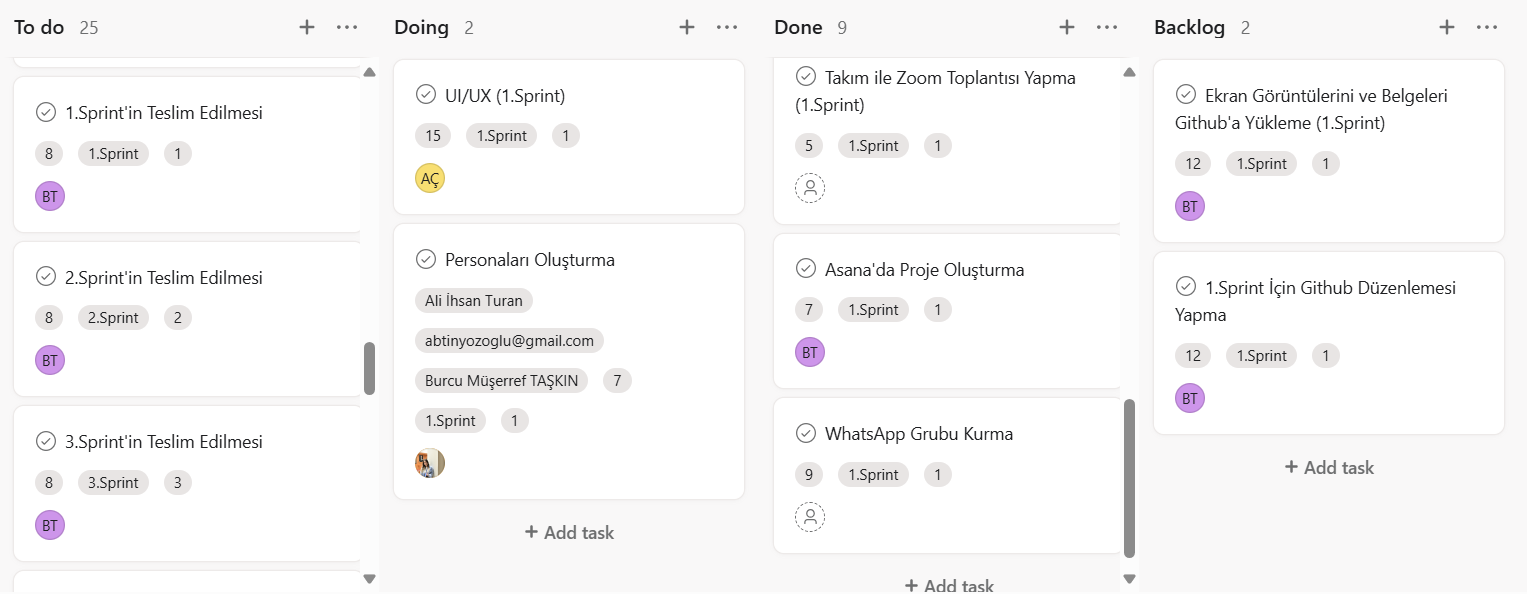 To do 25
1.Sprint'in Teslim Edilmesi
8 1.Sprint 1
BT
2.Sprint'in Teslim Edilmesi
8 2.Sprint 2
BT
3.Sprint'in Teslim Edilmesi
8 3.Sprint 3
BT
Doing 2
UI/UX (1.Sprint)
15 1.Sprint 1
AÇ
Personaları Oluşturma
Ali İhsan Turan
abtinyozoglu@gmail.com
Burcu Müşerref TAŞKIN 7
1.Sprint 1
+ Add task
Done 9
Takım ile Zoom Toplantısı Yapma
(1.Sprint)
5 1.Sprint 1
Asana'da Proje Oluşturma
7 1.Sprint 1
BT
WhatsApp Grubu Kurma
9 1.Sprint 1
+ Add task
Backlog 2
Ekran Görüntülerini ve Belgeleri
Github'a Yükleme (1.Sprint)
12 1.Sprint 1
BT
1.Sprint İçin Github Düzenlemesi
Yapma
12 1.Sprint 1
BT
+ Add task